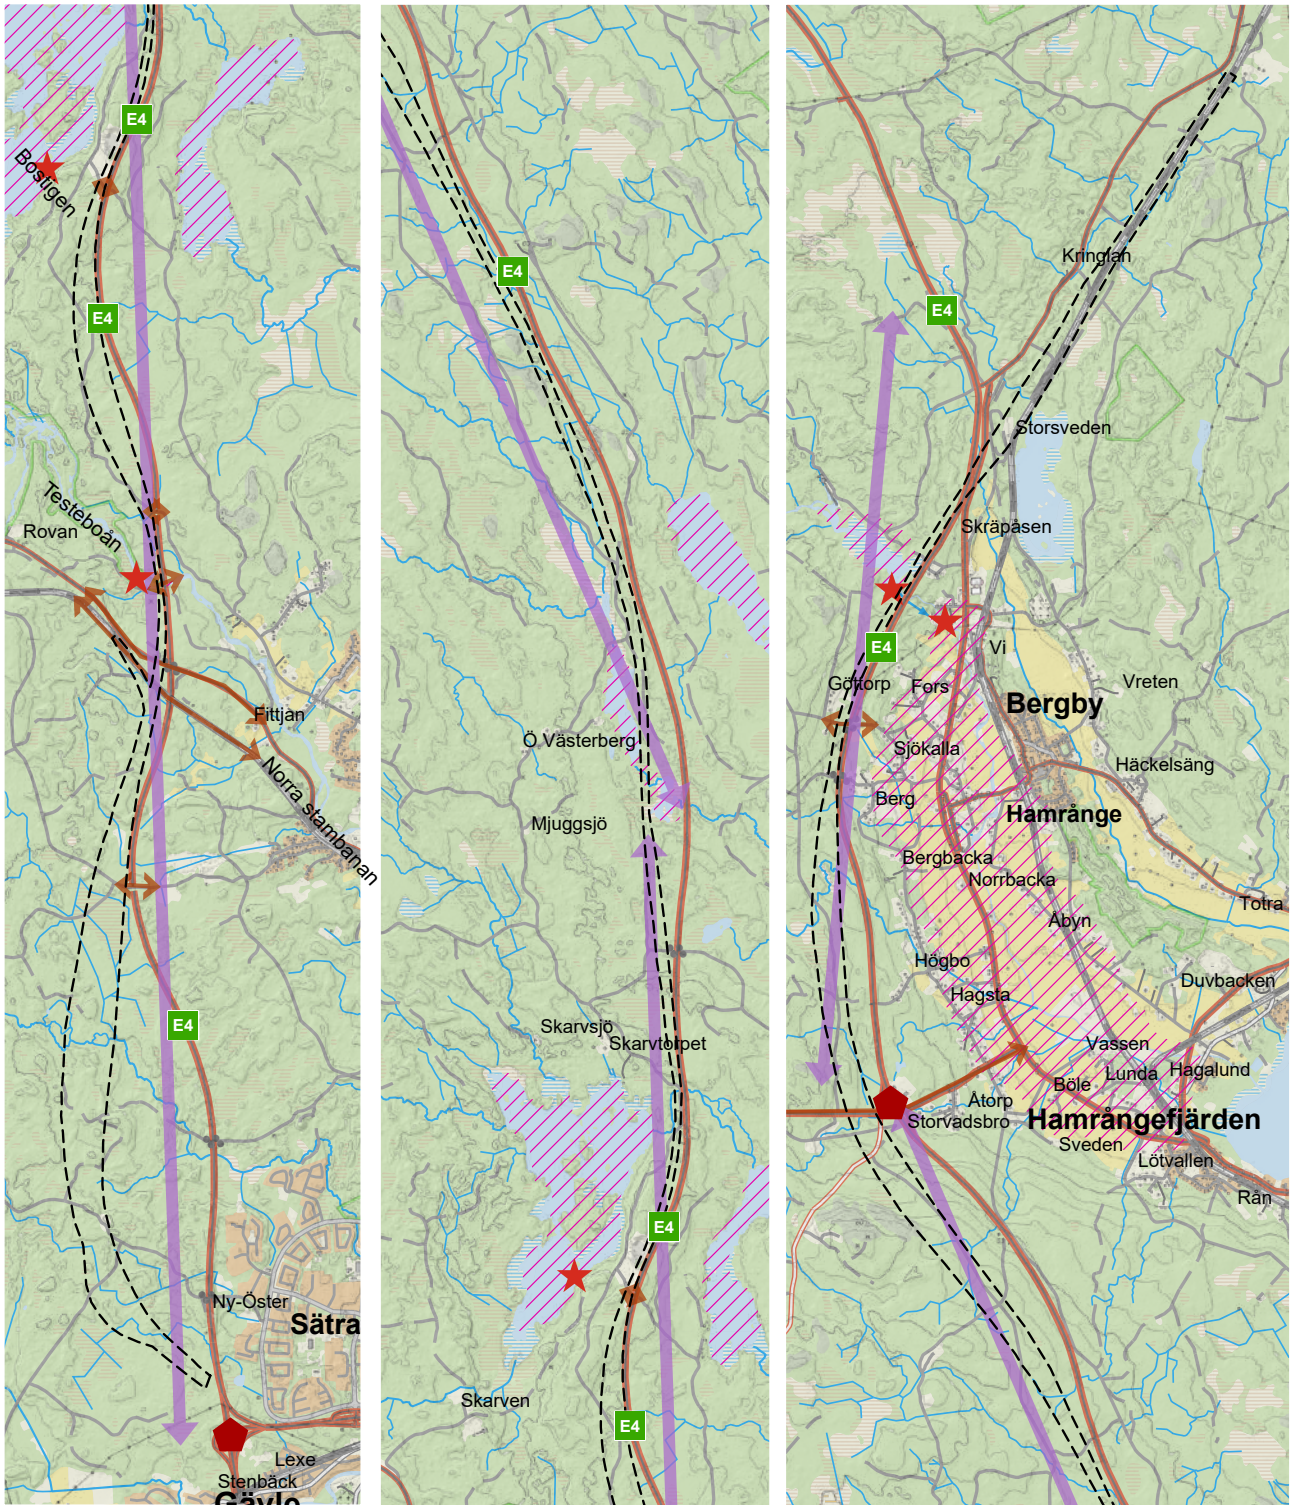 E4
Bostigen
E4
Testeboån
Rovan
Fittjan
Norra stambanan
E4
Ny-Öster
Sätra
Lexe
Stenbäck
Gävle
E4
Ö Västerberg
Mjuggsjö
Skarvsjö
Skarvtorpet
E4
Skarven
E4
Kringlan
E4
Storsveden
Skräpåsen
E4
Vi
Göttorp
Fors
Vreten
Bergby
Sjökalla
Häckelsäng
Berg
Hamrånge
Bergbacka
Norrbacka
Totra
Åbyn
Högbo
Duvbacken
Hagsta
Vassen
Lunda
Hagalund
Böle
Åtorp
Storvadsbro
Hamrångefjärden
Sveden
Lötvallen
Rån